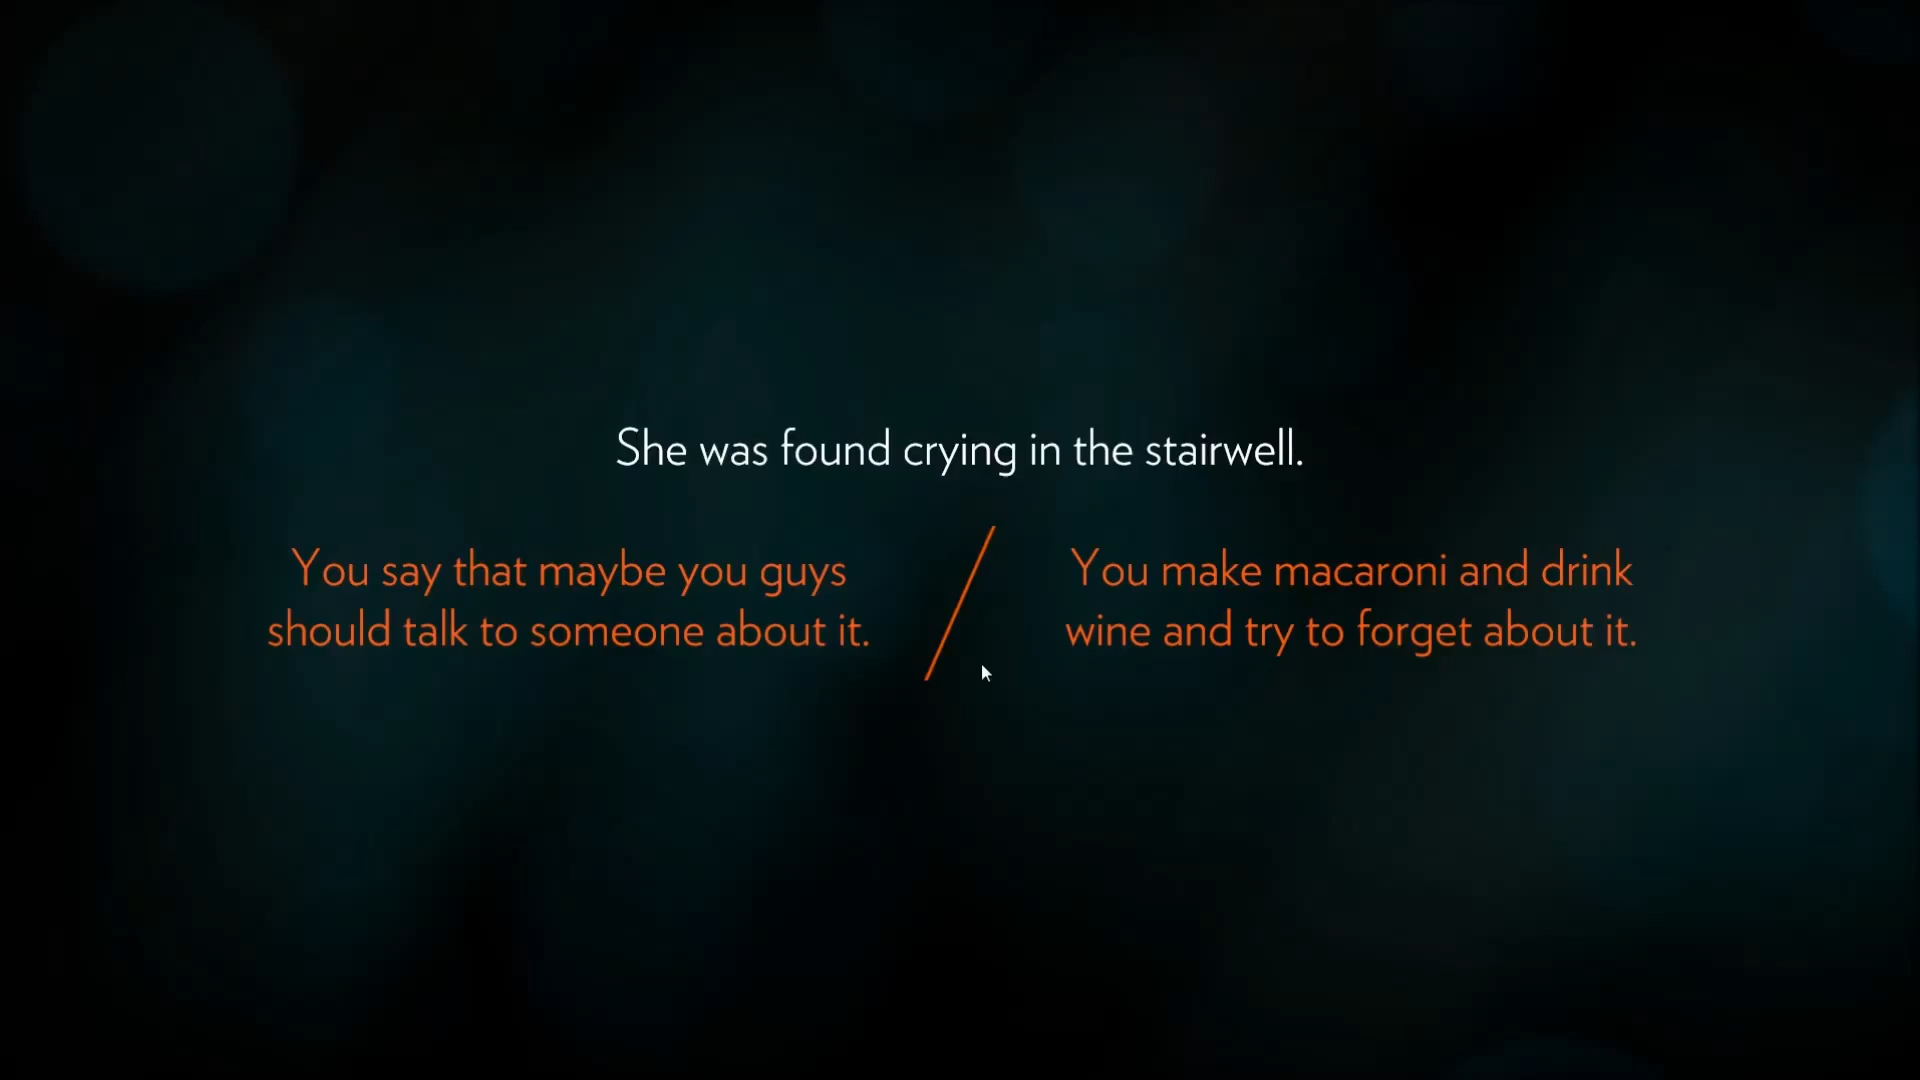 She was found crying in the stairwell.
You say that maybe you guys
should talk to someone about it.
You make macaroni and drink
wine and try to forget about it.